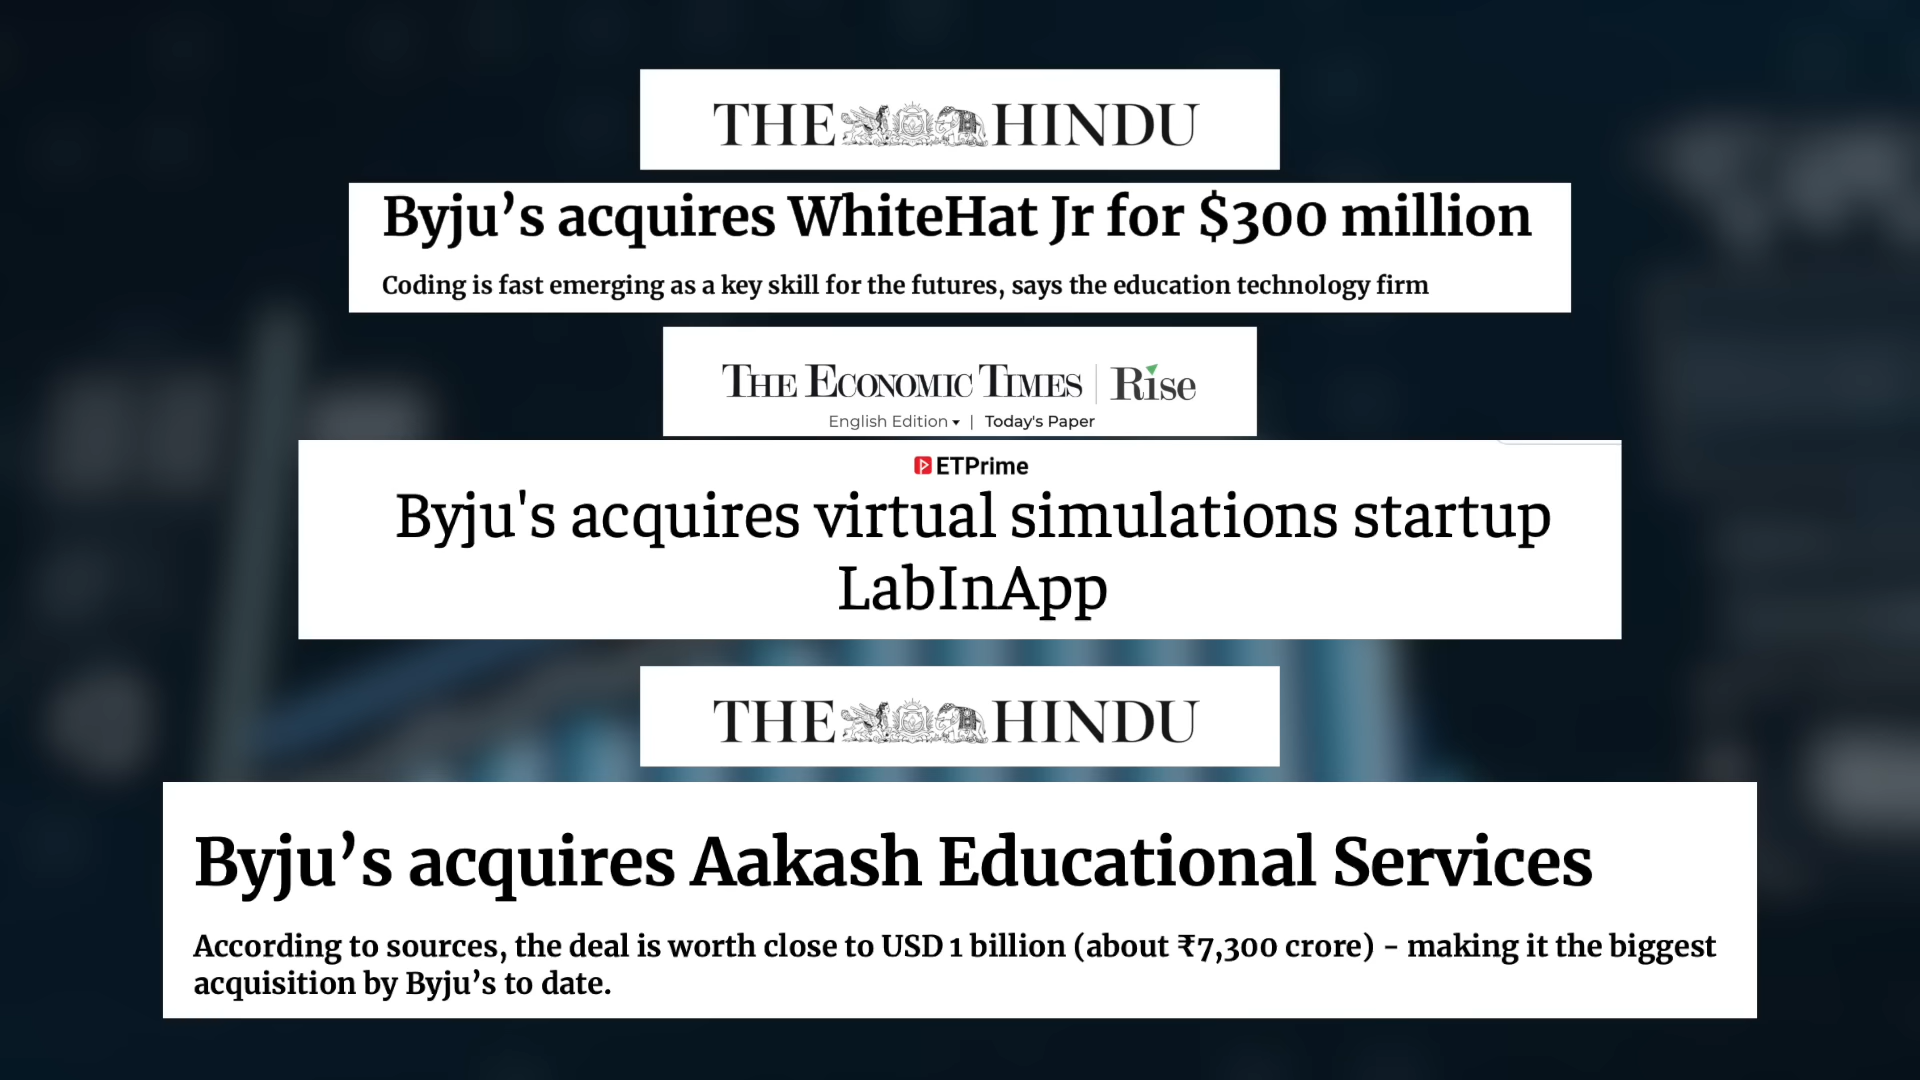 THE HINDU
Byju’s acquires WhiteHat Jr for $300 million
Coding is fast emerging as a key skill for the futures, says the education technology firm
THE ECONOMIC TIMES | Rise
English Edition ▾ | Today's Paper
ETPrime
Byju's acquires virtual simulations startup
LabInApp
THE HINDU
Byju’s acquires Aakash Educational Services
According to sources, the deal is worth close to USD 1 billion (about ₹7,300 crore) – making it the biggest
acquisition by Byju’s to date.